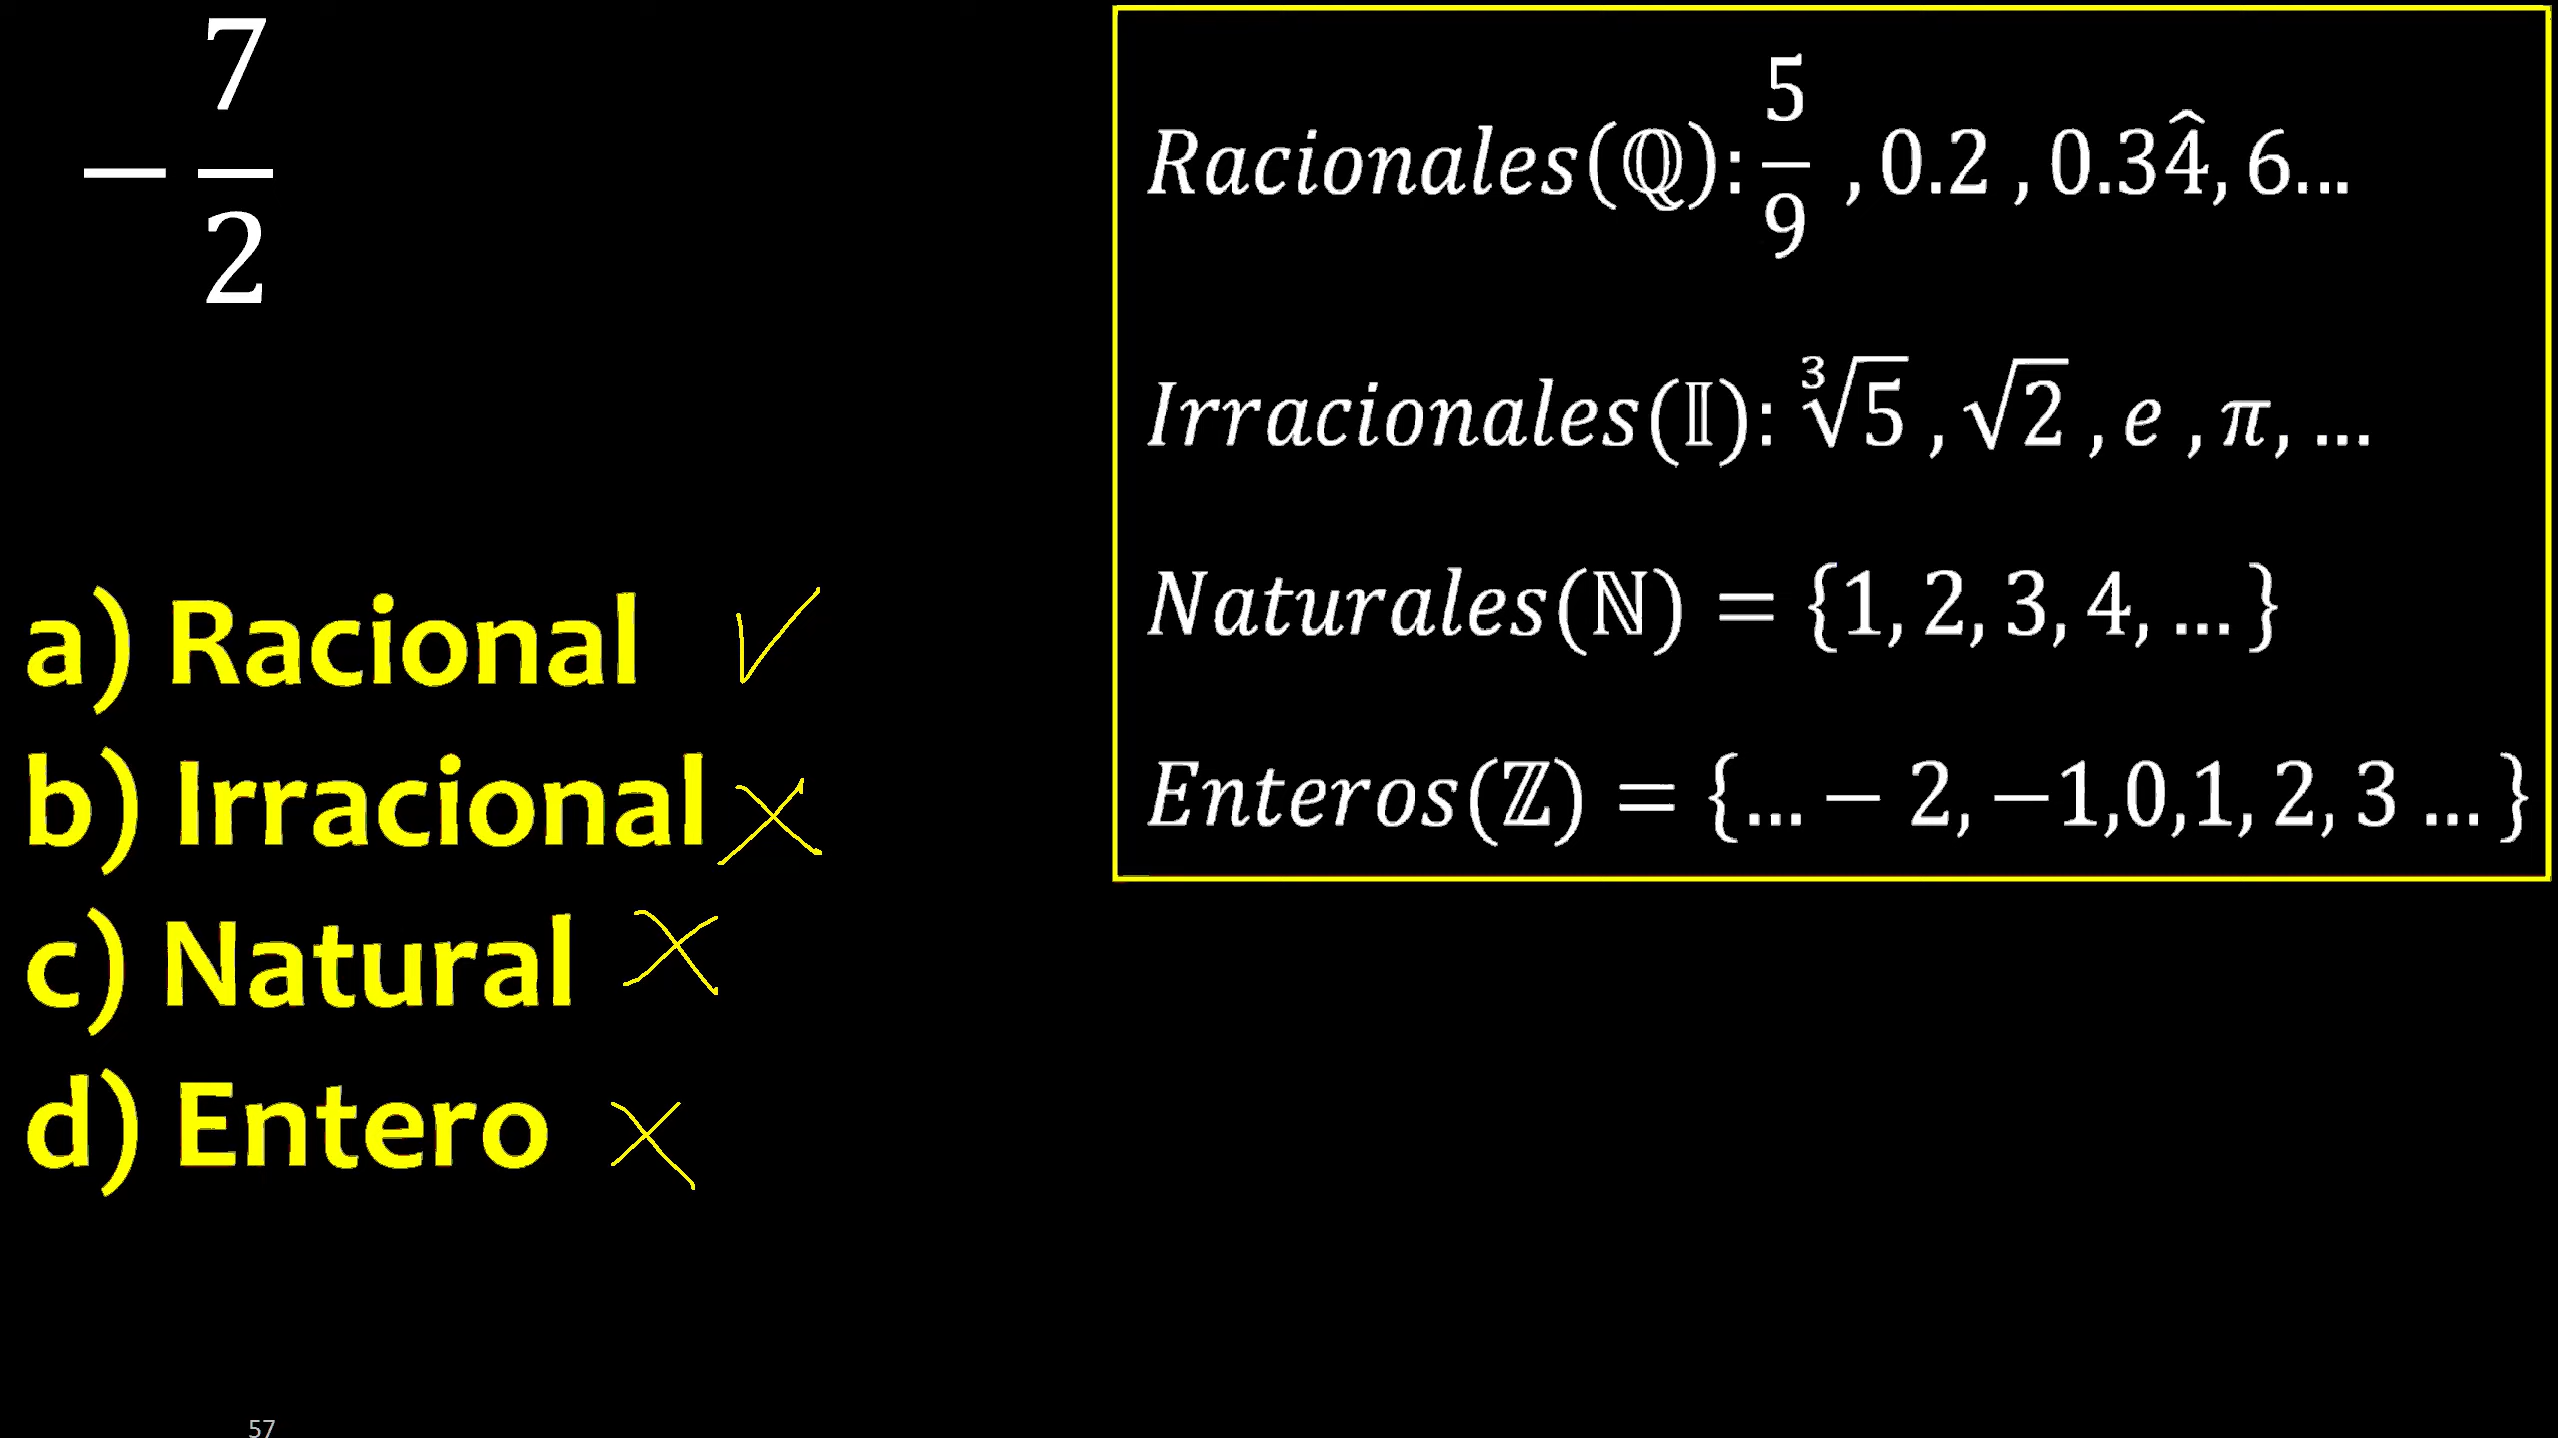 −7/2
a) Racional ✓
b) Irracional ✗
c) Natural ✗
d) Entero ✗
Racionales(ℚ): 5/9 , 0.2 , 0.34̂, 6...
Irracionales(𝕀): ∛5 , √2 , e , π, ...
Naturales(ℕ) = {1, 2, 3, 4, ... }
Enteros(ℤ) = {... − 2, −1,0,1, 2, 3 ... }
57